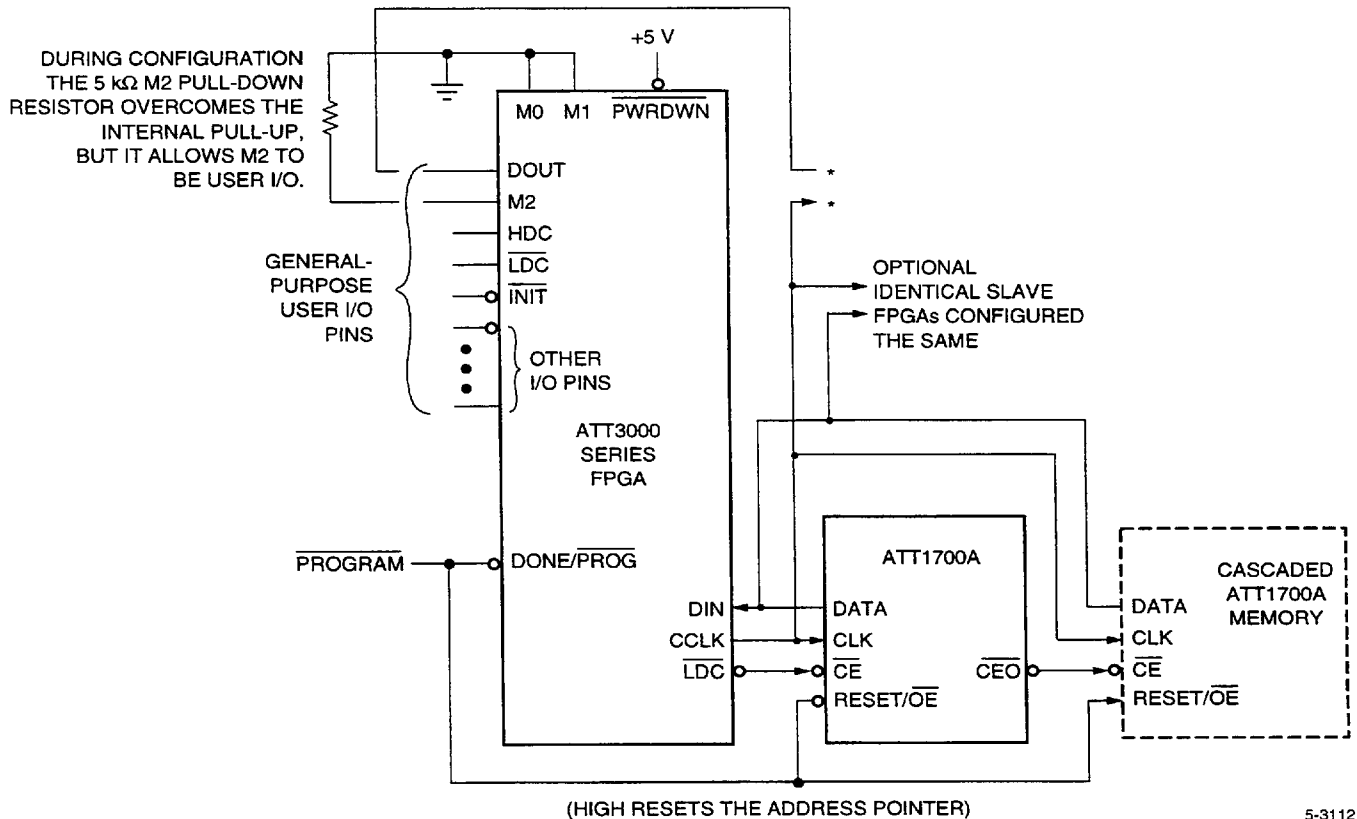 +5 V
DURING CONFIGURATION
THE 5 kΩ M2 PULL-DOWN
RESISTOR OVERCOMES THE
INTERNAL PULL-UP,
BUT IT ALLOWS M2 TO
BE USER I/O.
M0 M1 PWRDWN
DOUT
M2
HDC
LDC
INIT
GENERAL-
PURPOSE
USER I/O
PINS
OTHER
I/O PINS
*
*
OPTIONAL
IDENTICAL SLAVE
FPGAs CONFIGURED
THE SAME
ATT3000
SERIES
FPGA
PROGRAM
DONE/PROG
DIN
CCLK
LDC
ATT1700A
DATA
CLK
CE
RESET/OE
CEO
CASCADED
ATT1700A
MEMORY
DATA
CLK
CE
RESET/OE
(HIGH RESETS THE ADDRESS POINTER)
5-3112